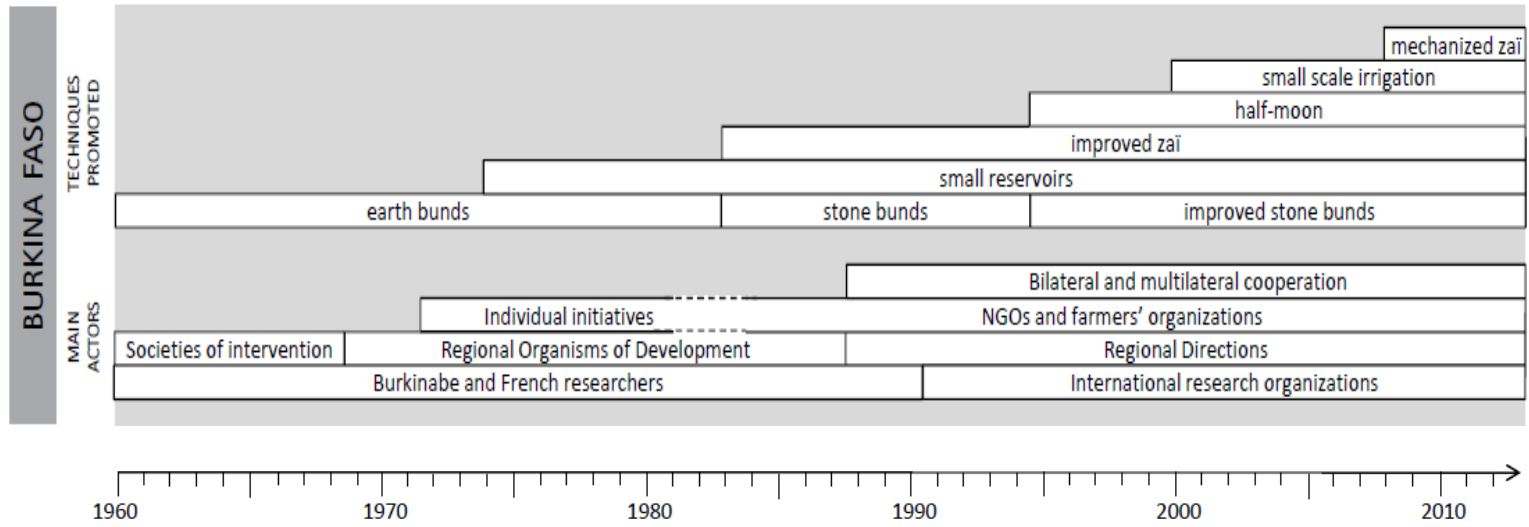 BURKINA FASO
TECHNIQUES
PROMOTED
mechanized zaï
small scale irrigation
half-moon
improved zaï
small reservoirs
earth bunds stone bunds improved stone bunds
MAIN
ACTORS
Bilateral and multilateral cooperation
Individual initiatives NGOs and farmers’ organizations
Societies of intervention Regional Organisms of Development Regional Directions
Burkinabe and French researchers International research organizations
1960 1970 1980 1990 2000 2010